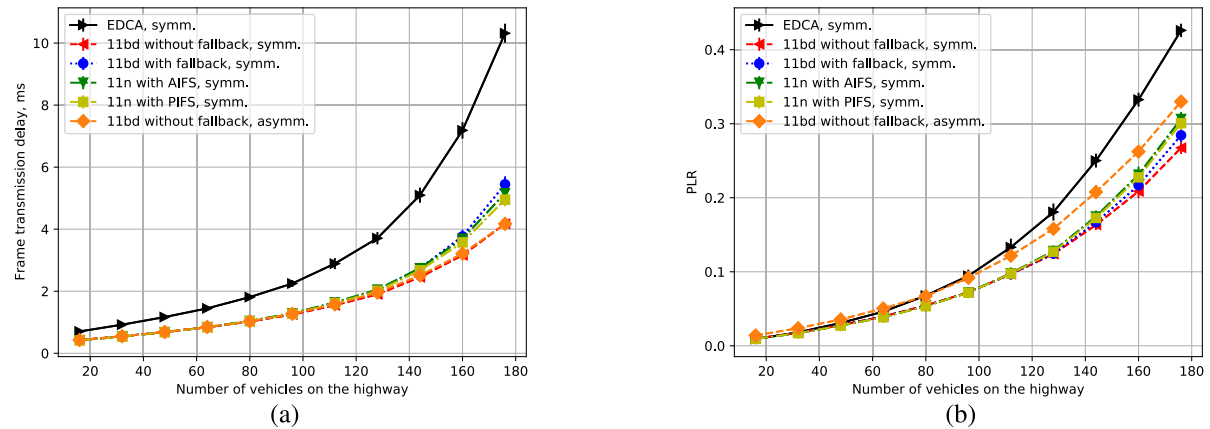 EDCA, symm.
11bd without fallback, symm.
11bd with fallback, symm.
11n with AIFS, symm.
11n with PIFS, symm.
11bd without fallback, asymm.
Frame transmission delay, ms
10
8
6
4
2
0
20 40 60 80 100 120 140 160 180
Number of vehicles on the highway
(a)
EDCA, symm.
11bd without fallback, symm.
11bd with fallback, symm.
11n with AIFS, symm.
11n with PIFS, symm.
11bd without fallback, asymm.
PLR
0.4
0.3
0.2
0.1
0.0
20 40 60 80 100 120 140 160 180
Number of vehicles on the highway
(b)